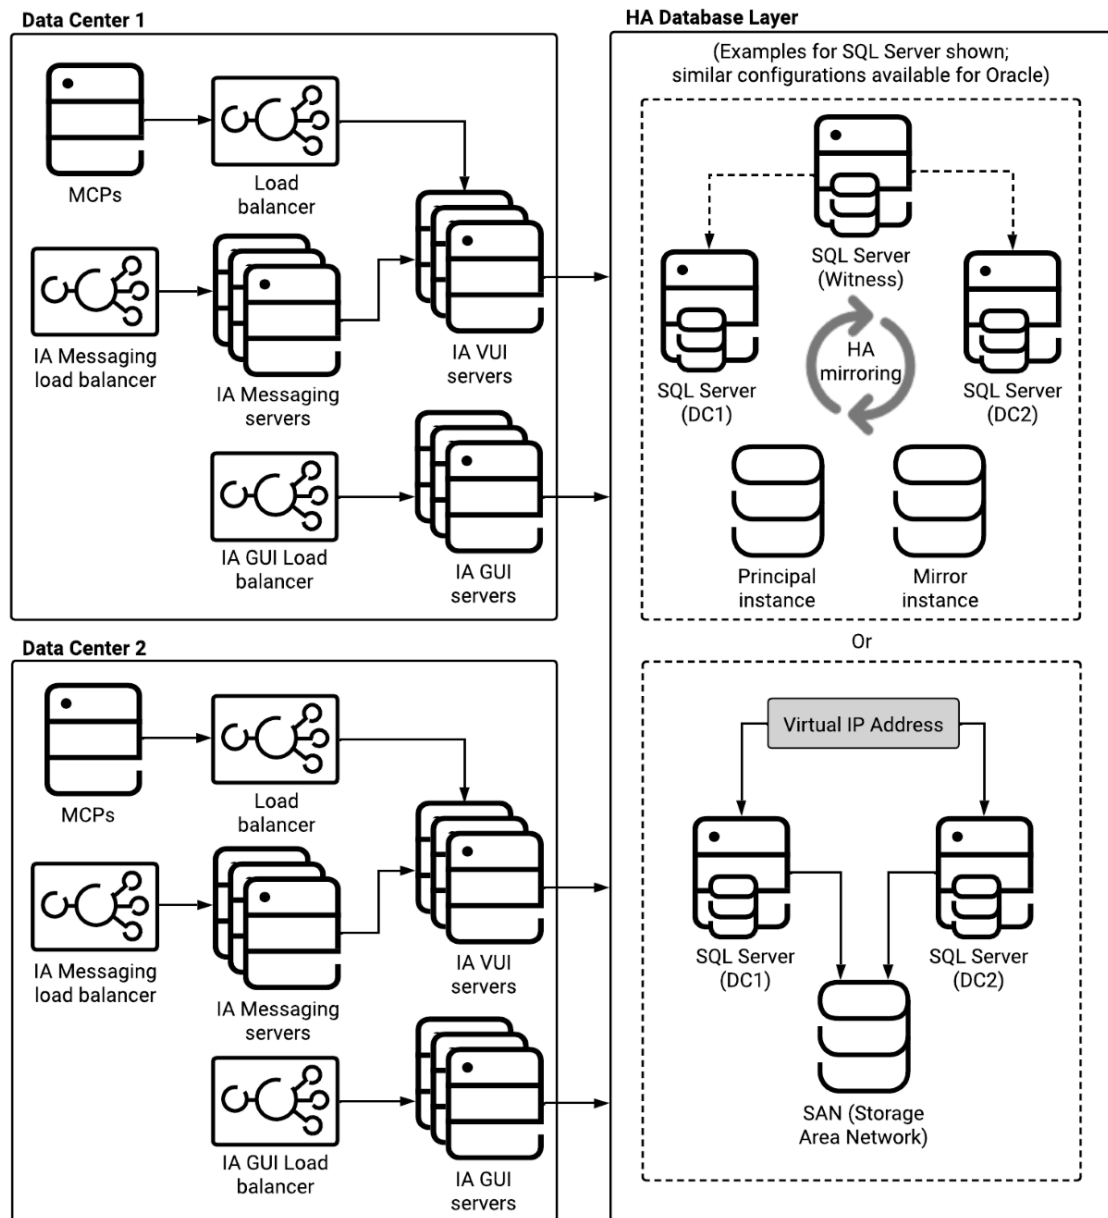 Data Center 1
MCPs
Load
balancer
IA Messaging
load balancer
IA Messaging
servers
IA VUI
servers
IA GUI Load
balancer
IA GUI
servers
Data Center 2
MCPs
Load
balancer
IA Messaging
load balancer
IA Messaging
servers
IA VUI
servers
IA GUI Load
balancer
IA GUI
servers
HA Database Layer
(Examples for SQL Server shown;
similar configurations available for Oracle)
SQL Server
(Witness)
SQL Server
(DC1)
HA
mirroring
SQL Server
(DC2)
Principal
instance
Mirror
instance
Or
Virtual IP Address
SQL Server
(DC1)
SQL Server
(DC2)
SAN (Storage
Area Network)